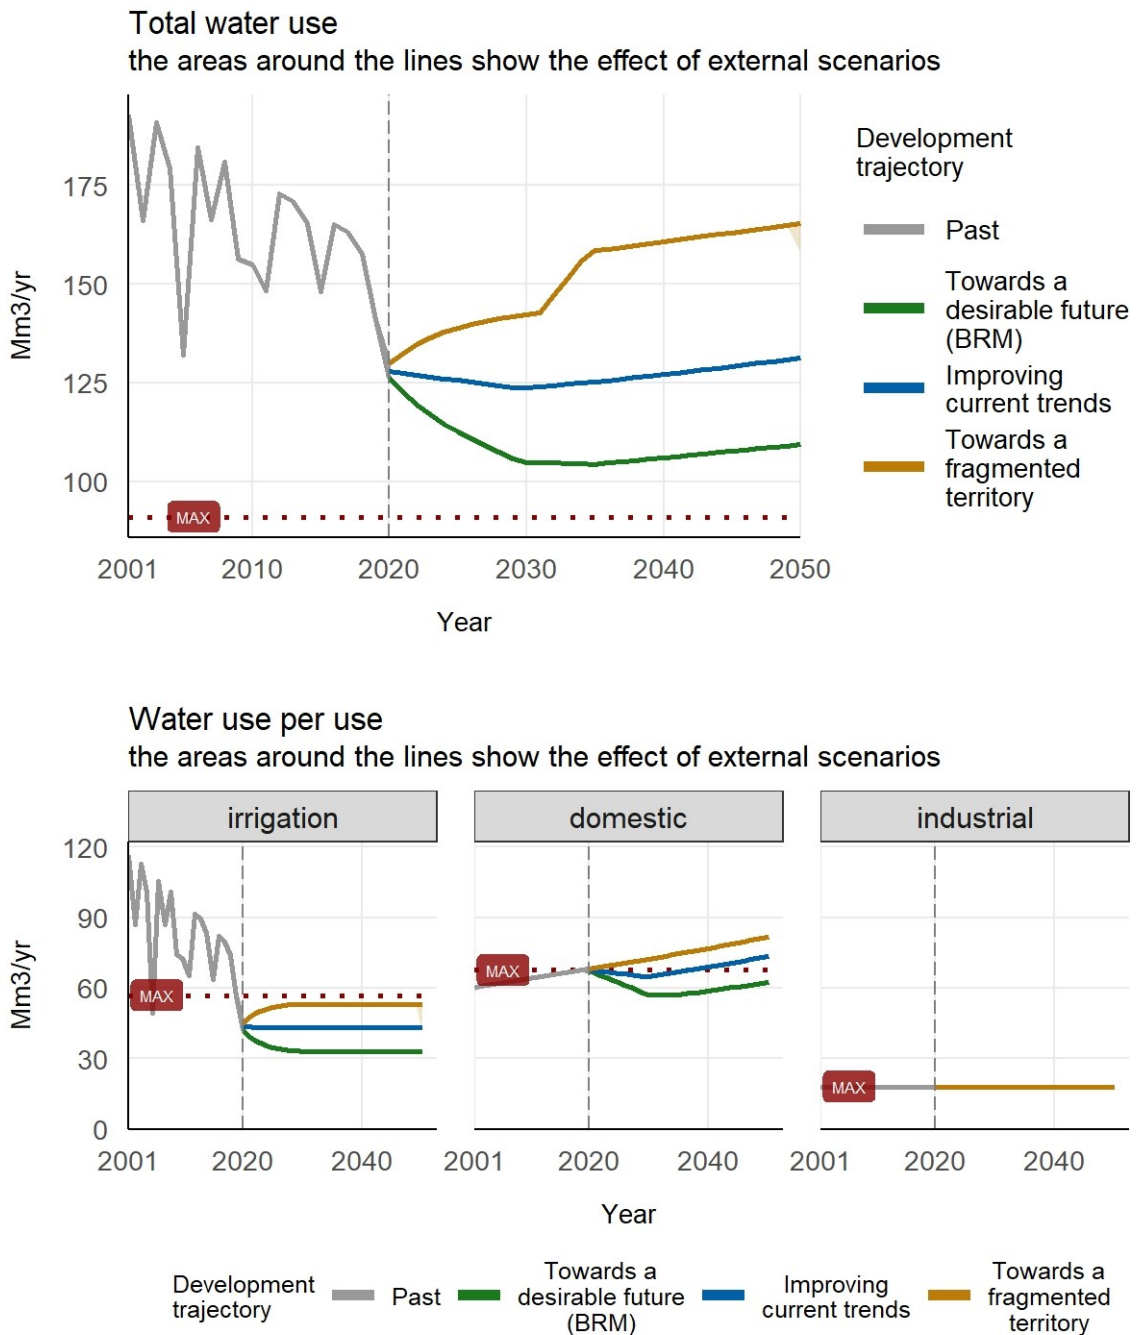 Total water use
the areas around the lines show the effect of external scenarios
Mm3/yr
175
150
125
100
MAX
2001
2010
2020
2030
2040
2050
Year
Development
trajectory
Past
Towards a
desirable future
(BRM)
Improving
current trends
Towards a
fragmented
territory
Water use per use
the areas around the lines show the effect of external scenarios
irrigation
domestic
industrial
Mm3/yr
120
90
60
30
0
MAX
MAX
MAX
2001
2020
2040
2001
2020
2040
2001
2020
2040
Year
Development
trajectory
Past
Towards a
desirable future
(BRM)
Improving
current trends
Towards a
fragmented
territory